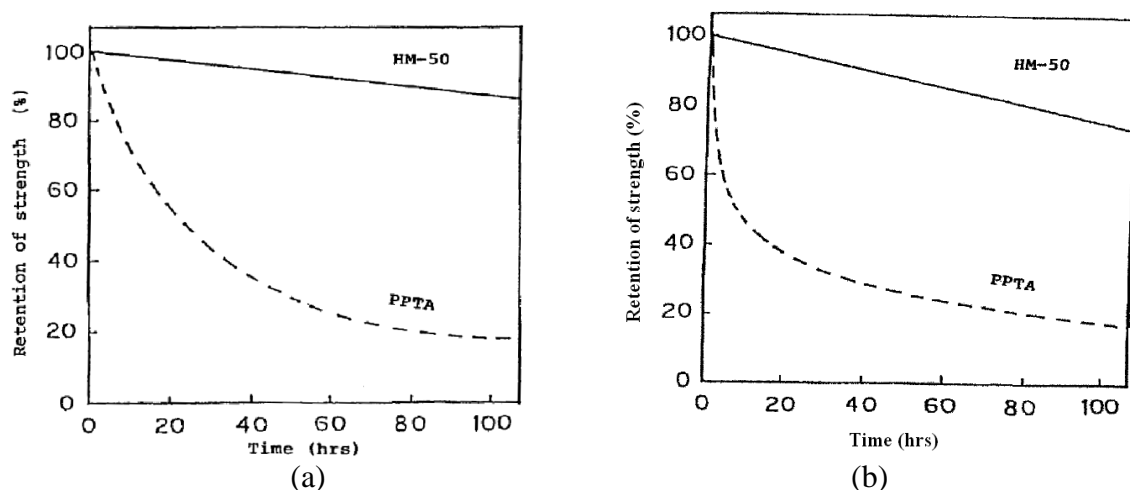 Retention of strength (%)
100
80
60
40
20
0
HM-50
PPTA
0 20 40 60 80 100
Time (hrs)
(a)
Retention of strength (%)
100
80
60
40
20
0
HM-50
PPTA
0 20 40 60 80 100
Time (hrs)
(b)